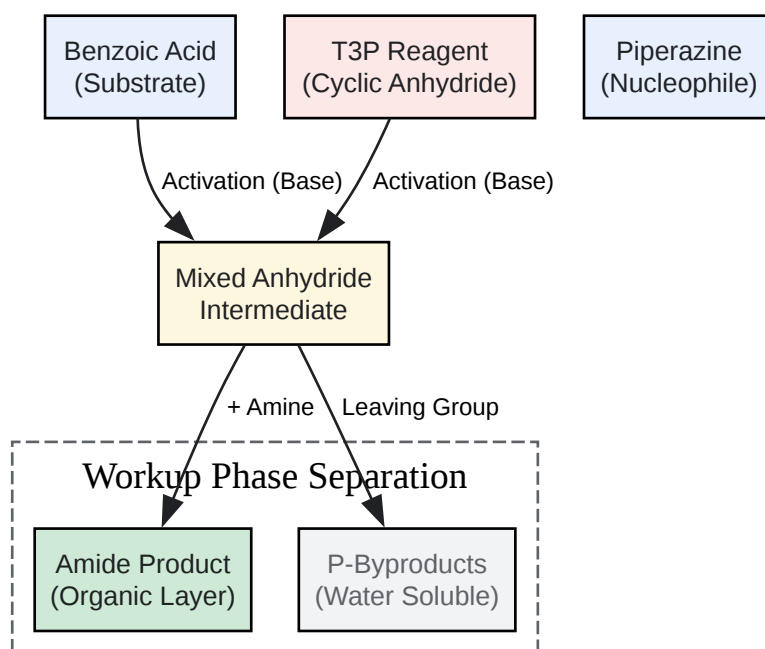 Benzoic Acid
(Substrate)
T3P Reagent
(Cyclic Anhydride)
Piperazine
(Nucleophile)
Activation (Base)
Activation (Base)
Mixed Anhydride
Intermediate
+ Amine
Leaving Group
Workup Phase Separation
Amide Product
(Organic Layer)
P-Byproducts
(Water Soluble)